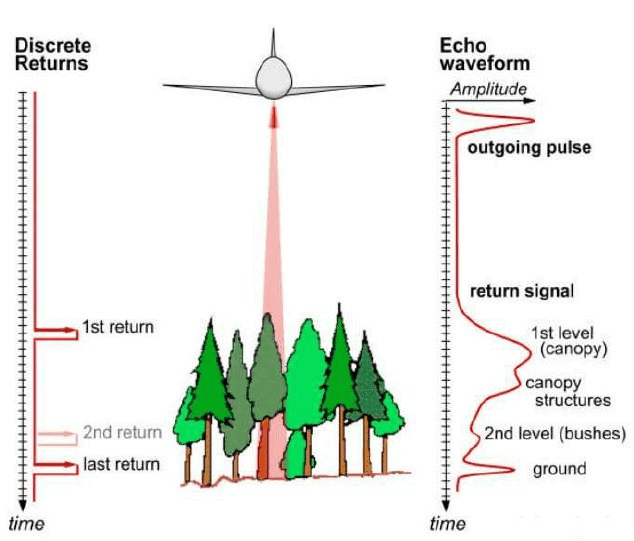 Discrete
Returns
1st return
2nd return
last return
time
Echo
waveform
Amplitude
outgoing pulse
return signal
1st level
(canopy)
canopy
structures
2nd level (bushes)
ground
time